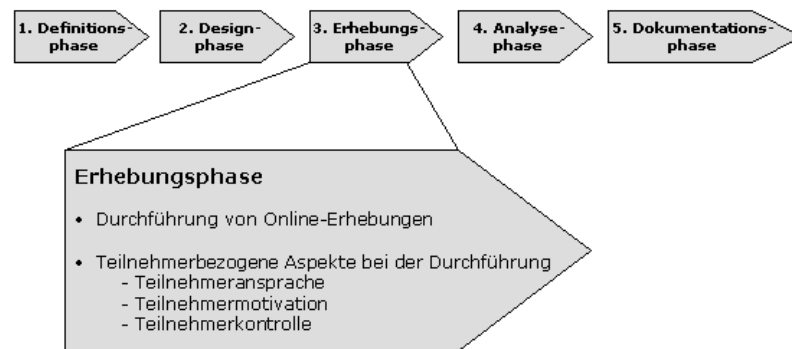 1. Definitions-
phase
2. Design-
phase
3. Erhebungs-
phase
4. Analyse-
phase
5. Dokumentations-
phase
Erhebungsphase
• Durchführung von Online-Erhebungen
• Teilnehmerbezogene Aspekte bei der Durchführung
- Teilnehmeransprache
- Teilnehmermotivation
- Teilnehmerkontrolle